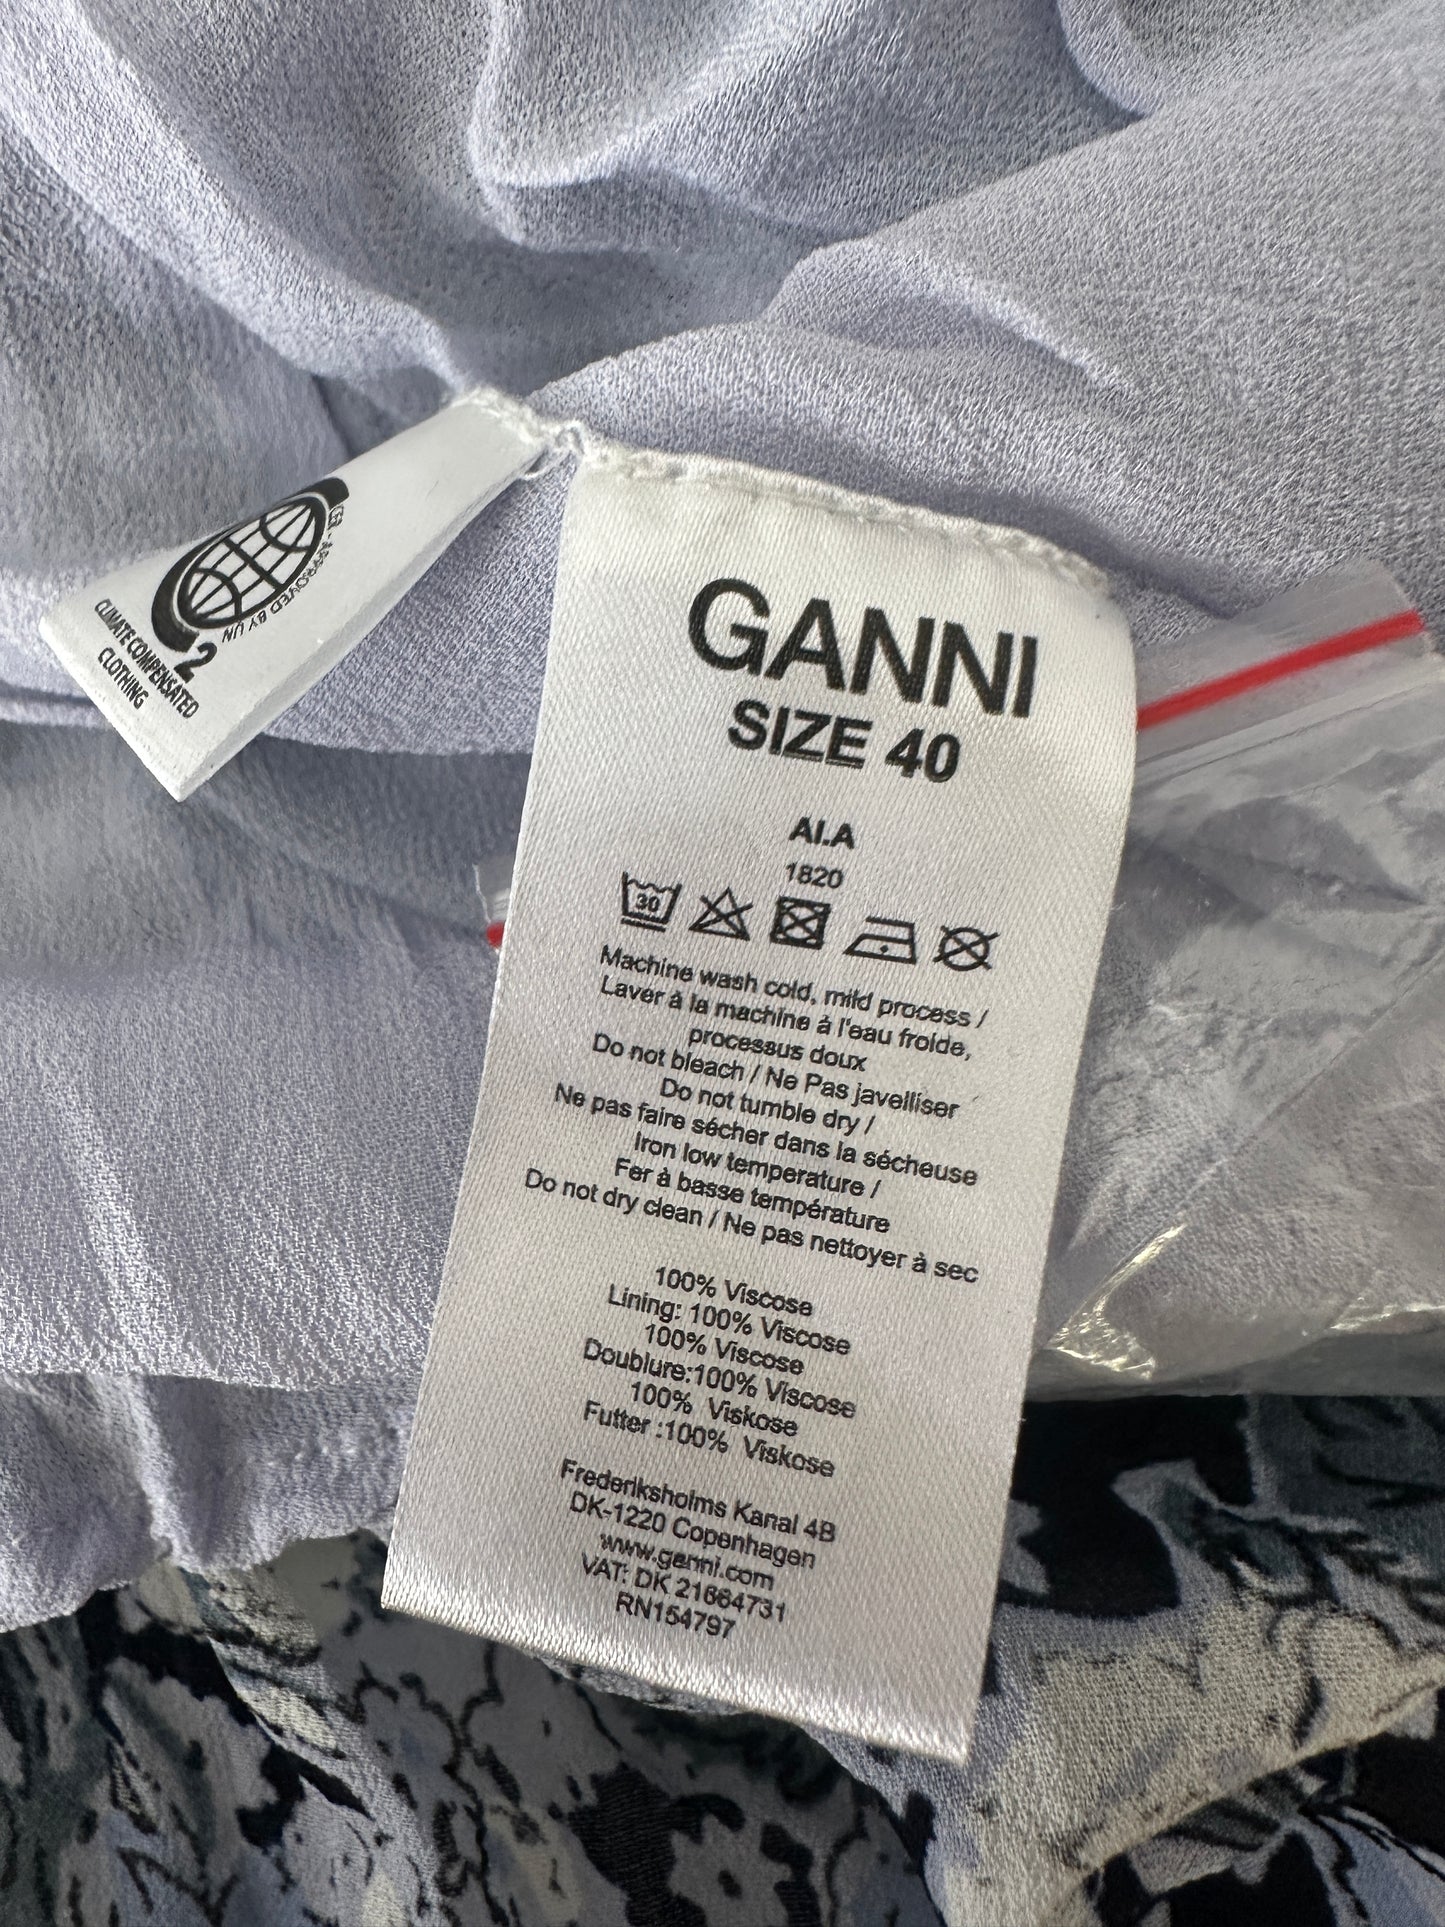 CER - APPROVED BY UN
2
CLIMATE COMPENSATED
CLOTHING
GANNI
SIZE 40
AI.A
1820
30
Machine wash cold, mild process /
Laver à la machine à l'eau froide,
processus doux
Do not bleach / Ne Pas javelliser
Do not tumble dry /
Ne pas faire sécher dans la sécheuse
Iron low temperature /
Fer à basse température
Do not dry clean / Ne pas nettoyer à sec
100% Viscose
Lining: 100% Viscose
100% Viscose
Doublure:100% Viscose
100% Viskose
Futter :100% Viskose
Frederiksholms Kanal 4B
DK-1220 Copenhagen
www.ganni.com
VAT: DK 21664731
RN154797